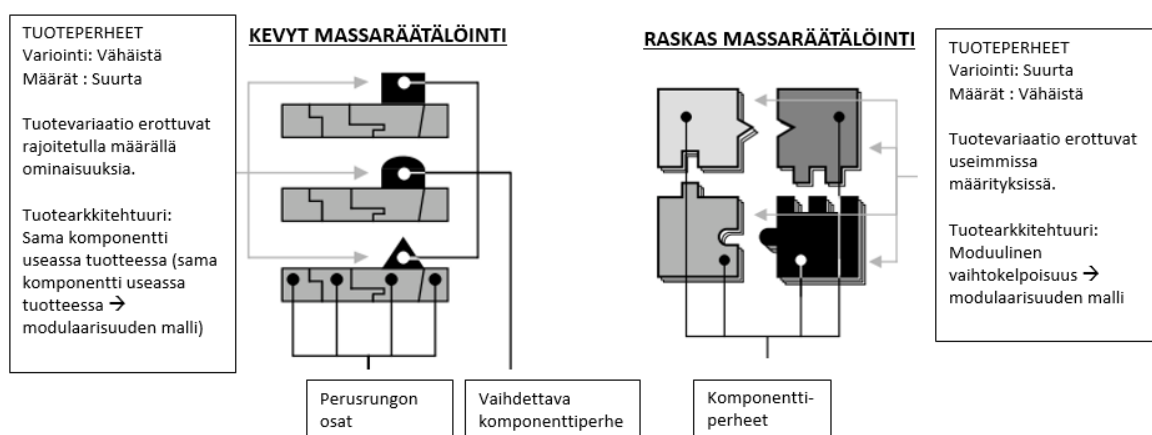 TUOTEPERHEET
Variointi: Vähäistä
Määrät : Suurta
Tuotevariaatio erottuvat
rajoitetulla määrällä
ominaisuuksia.
Tuotearkkitehtuuri:
Sama komponentti
useassa tuotteessa (sama
komponentti useassa
tuotteessa →
modulaarisuuden malli)
KEVYT MASSARÄÄTÄLÖINTI
Perusrungon
osat
Vaihdettava
komponenttiperhe
RASKAS MASSARÄÄTÄLÖINTI
Komponentti-
perheet
TUOTEPERHEET
Variointi: Suurta
Määrät : Vähäistä
Tuotevariaatio erottuvat
useimmissa
määrityksissä.
Tuotearkkitehtuuri:
Moduulinen
vaihtokelpoisuus →
modulaarisuuden malli